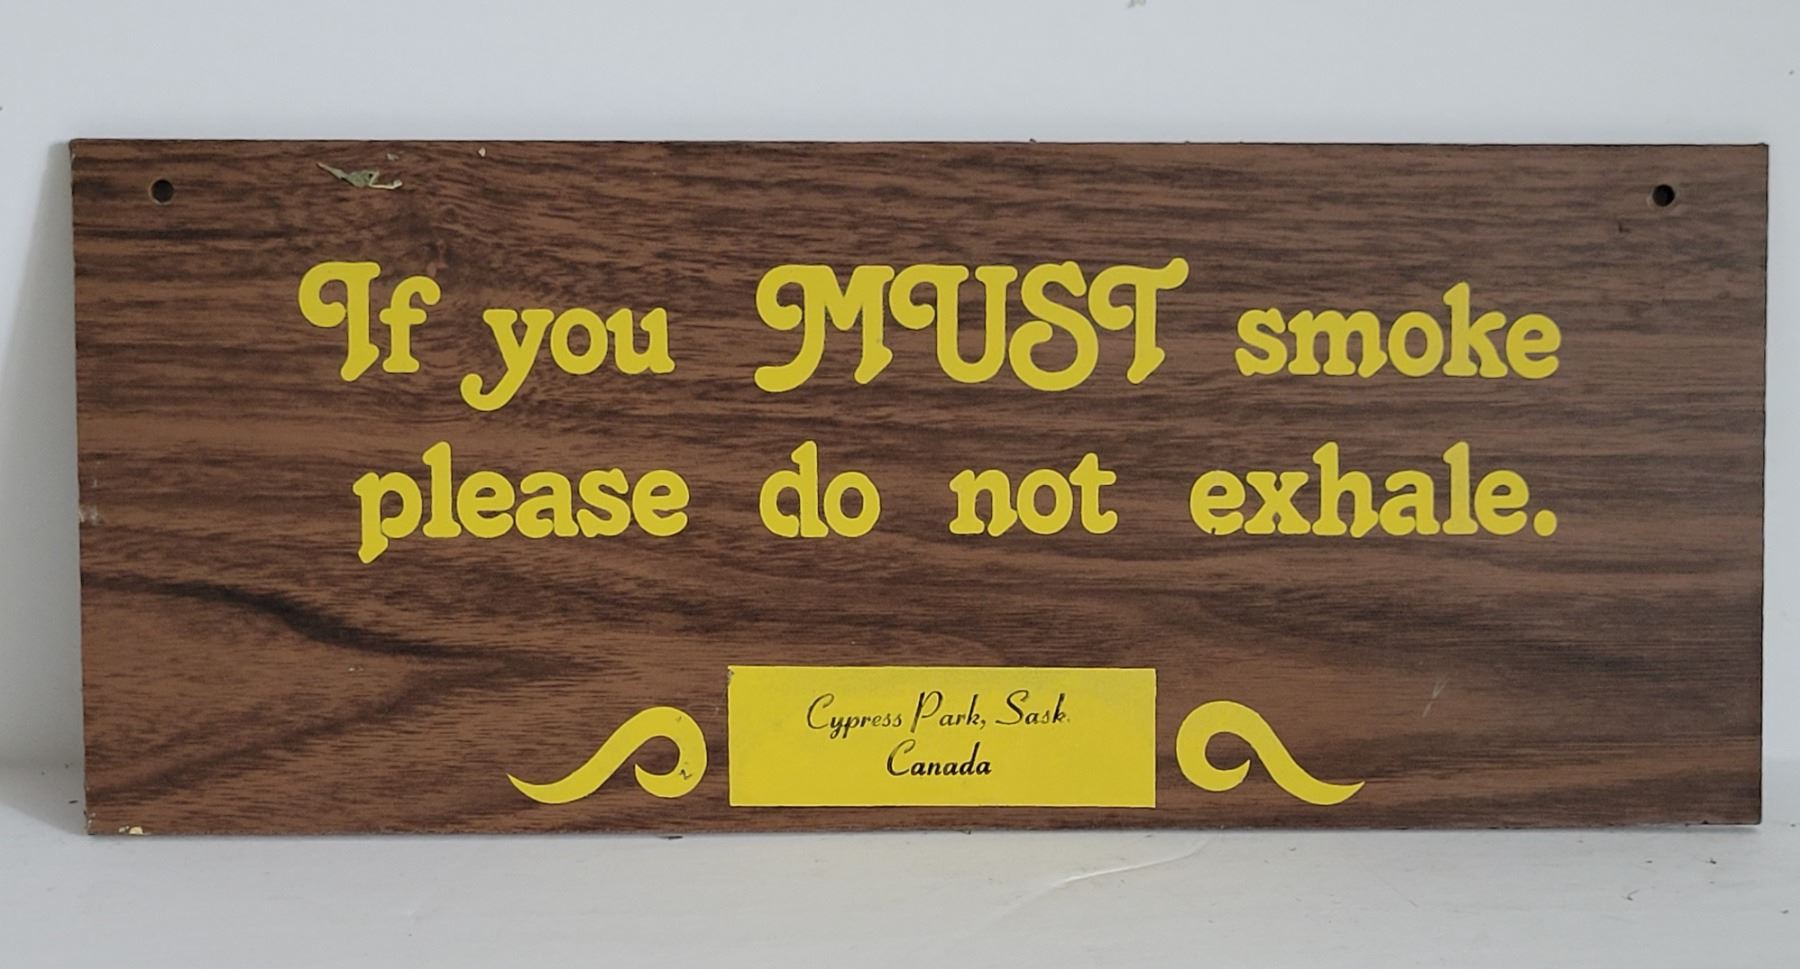 If you MUST smoke
please do not exhale.
Cypress Park, Sask.
Canada